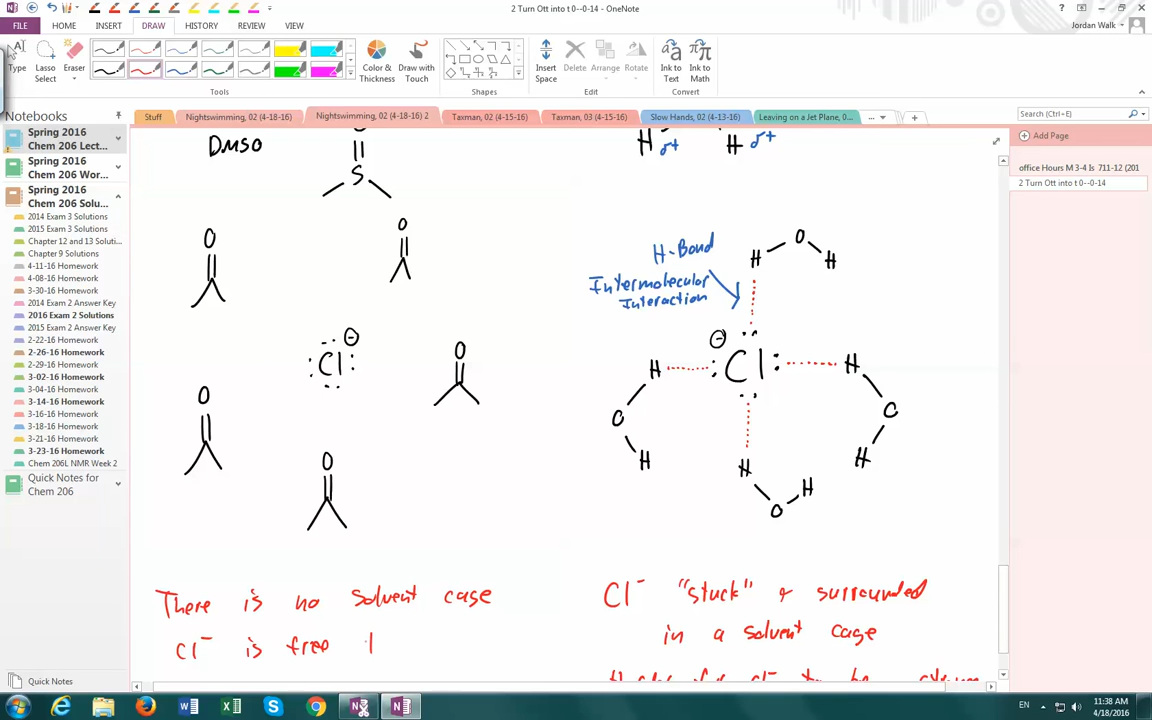 2 Turn Ott into t 0--0-14 - OneNote
FILE HOME INSERT DRAW HISTORY REVIEW VIEW
Jordan Walk
Type
Lasso Select
Eraser
Color & Thickness
Draw with Touch
Insert Space
Delete
Arrange
Rotate
Ink to Text
Ink to Math
Tools
Shapes
Edit
Convert
Notebooks
Stuff
Nightswimming, 02 (4-18-16)
Nightswimming, 02 (4-18-16) 2
Taxman, 02 (4-15-16)
Taxman, 03 (4-15-16)
Slow Hands, 02 (4-13-16)
Leaving on a Jet Plane, 0...
...
Search (Ctrl+E)
Add Page
office Hours M 3-4 Is 711-12 (201
2 Turn Ott into t 0--0-14
Spring 2016
Chem 206 Lect...
Spring 2016
Chem 206 Wor...
Spring 2016
Chem 206 Solu...
2014 Exam 3 Solutions
2015 Exam 3 Solutions
Chapter 12 and 13 Soluti...
Chapter 9 Solutions
4-11-16 Homework
4-08-16 Homework
3-30-16 Homework
2014 Exam 2 Answer Key
2016 Exam 2 Solutions
2015 Exam 2 Answer Key
2-22-16 Homework
2-26-16 Homework
2-29-16 Homework
3-02-16 Homework
3-04-16 Homework
3-14-16 Homework
3-16-16 Homework
3-18-16 Homework
3-21-16 Homework
3-23-16 Homework
Chem 206L NMR Week 2
Quick Notes for
Chem 206
Quick Notes
DMSO
S
H δ+ H δ+
O
O
O
H
H
H-Bond
Intermolecular
Interaction
Cl ⊖
O
⊖
Cl
H
H
O
O
H
H
O
O
H
H
O
There is no solvent case
Cl⁻ is free
Cl⁻ "stuck" & surrounded
in a solvent case
EN
11:38 AM
4/18/2016